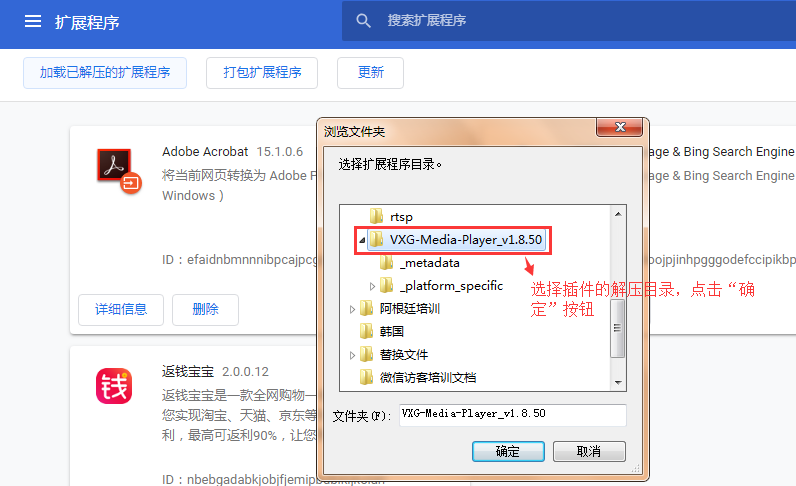 扩展程序
搜索扩展程序
加载已解压的扩展程序
打包扩展程序
更新
Adobe Acrobat 15.1.0.6
将当前网页转换为 Adobe
Windows )
ID：efaidnbmnnnibpcajpcg
详细信息
删除
返钱宝宝 2.0.0.12
返钱宝宝是一款全网购物一
您实现淘宝、天猫、京东等
利，最高可返利90%，让您
浏览文件夹
选择扩展程序目录。
rtsp
VXG-Media-Player_v1.8.50
_metadata
_platform_specific
阿根廷培训
韩国
替换文件
微信访客培训文档
文件夹(F):
VXG-Media-Player_v1.8.50
确定
取消
选择插件的解压目录，点击“确
定”按钮
age & Bing Search Engine
age & Bing Search Engines